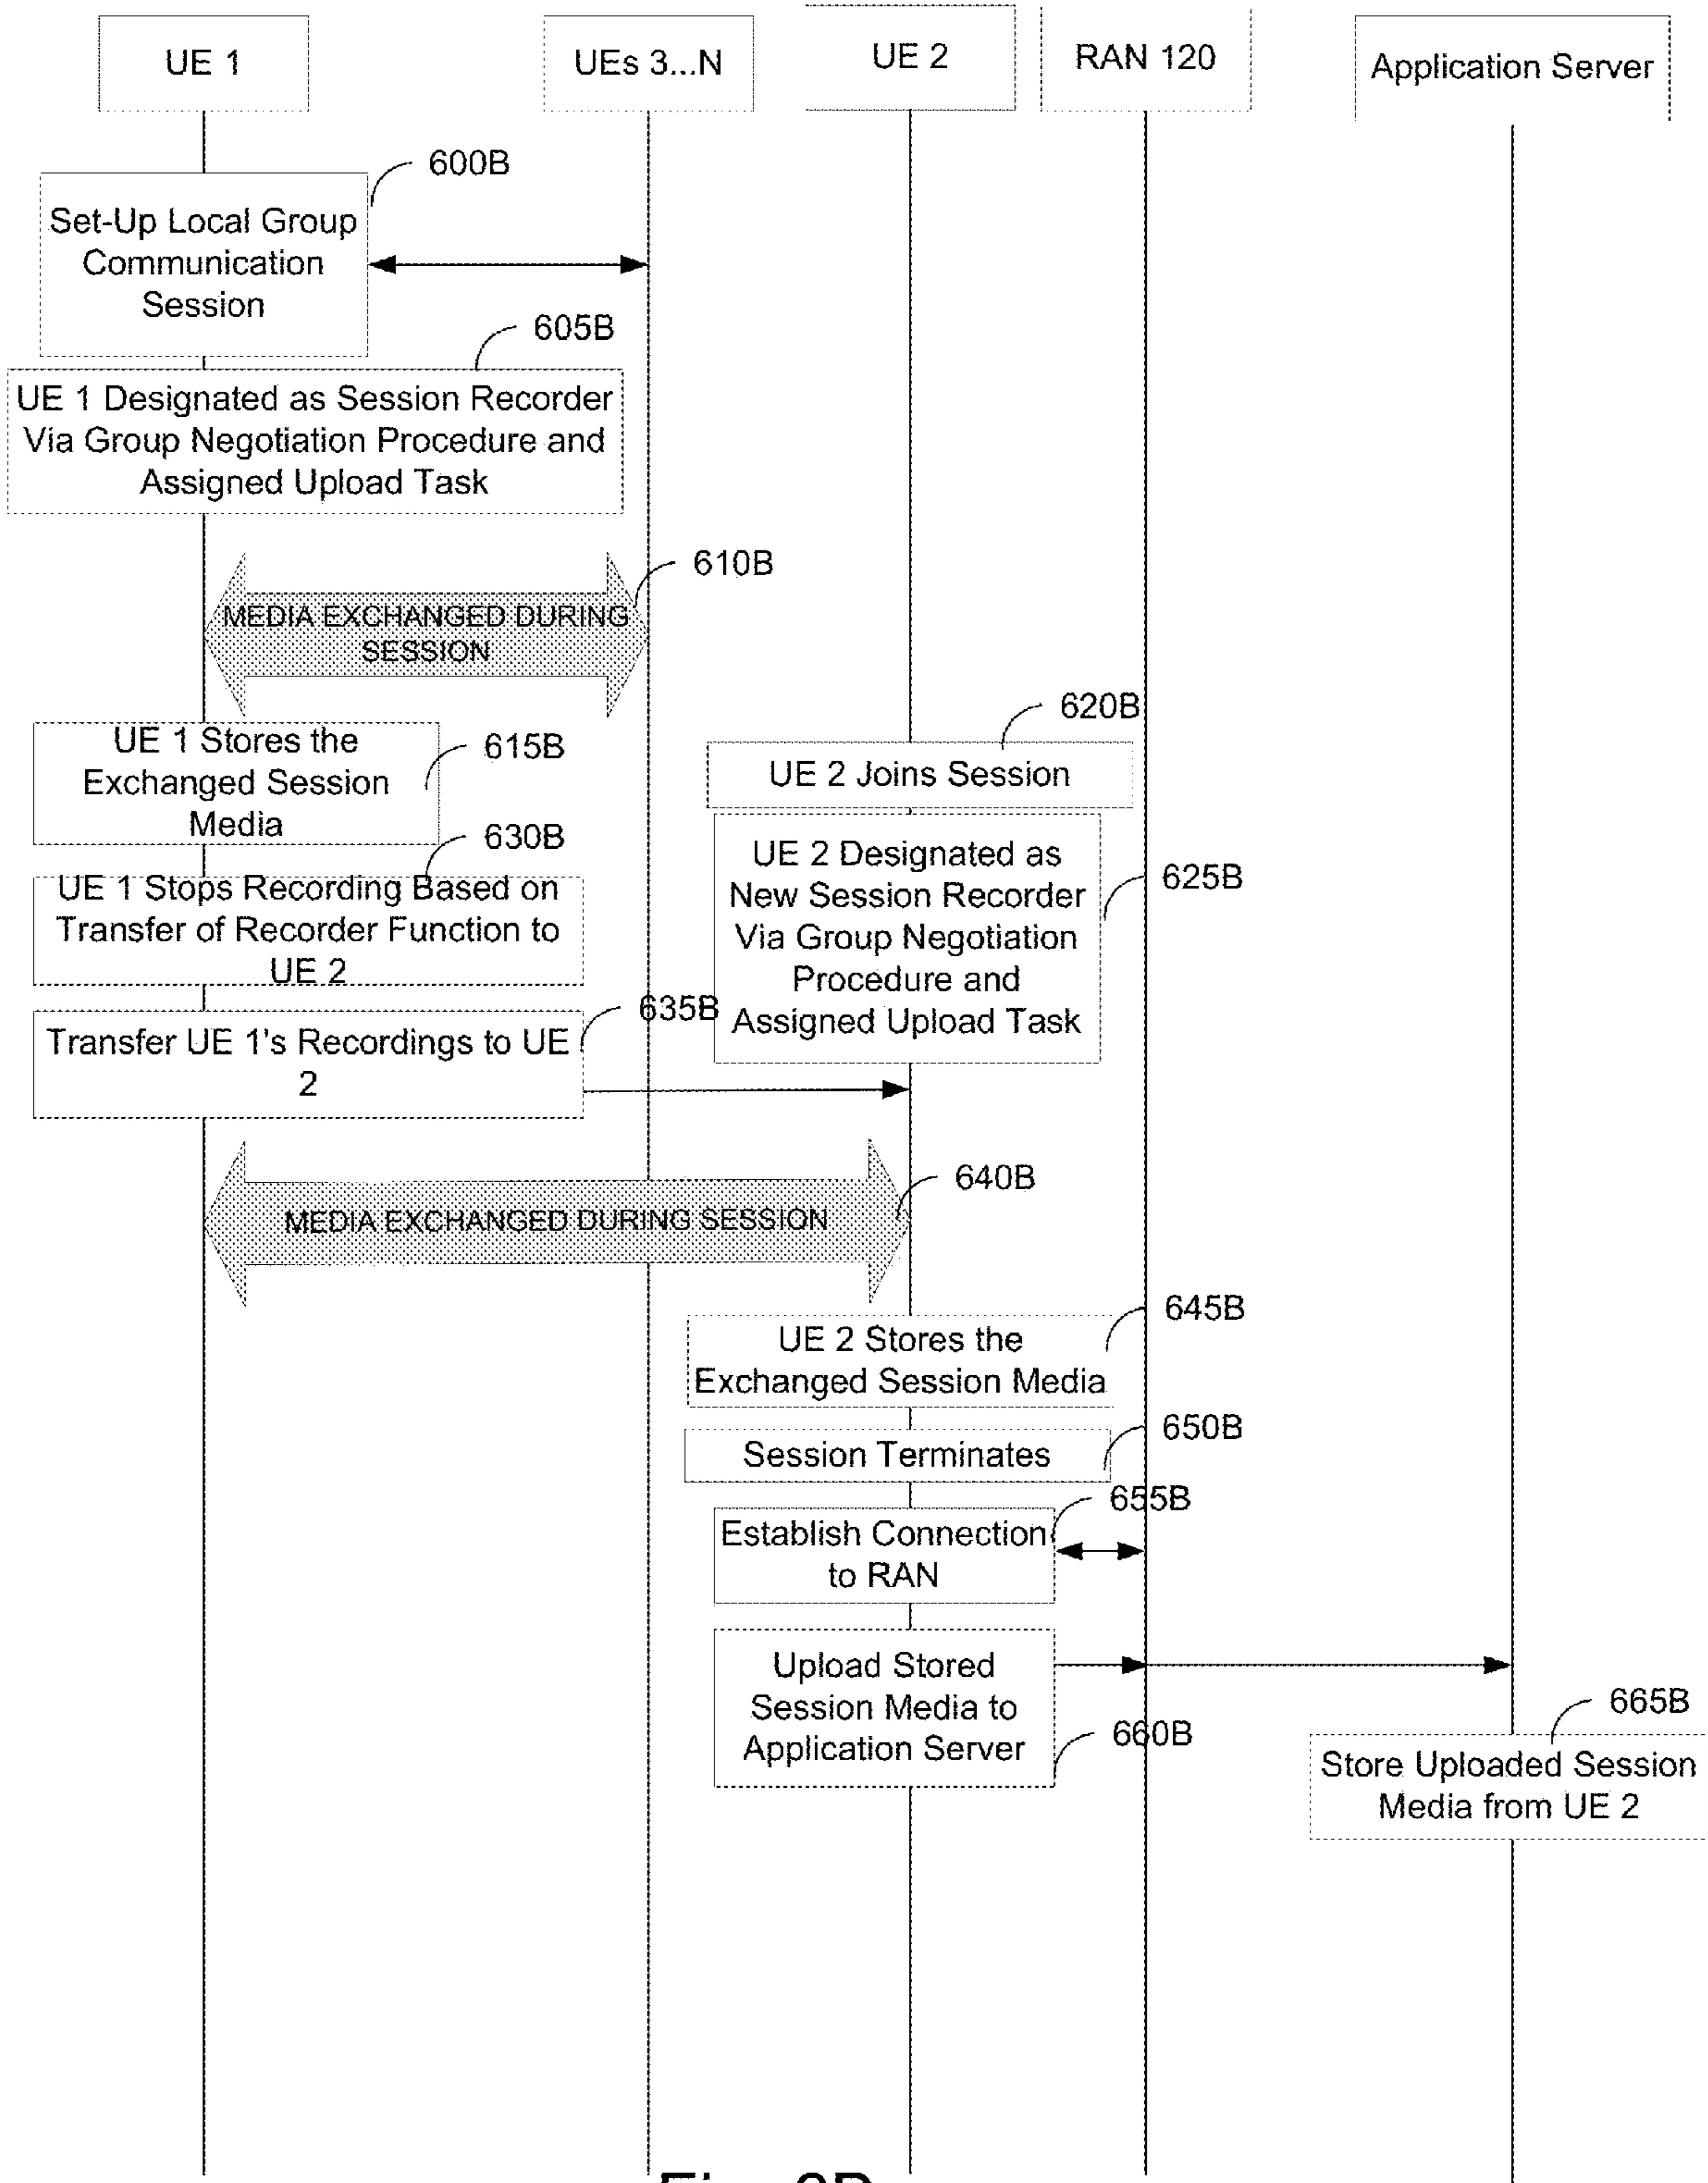 UE 1
UEs 3...N
UE 2
RAN 120
Application Server
600B
Set-Up Local Group
Communication
Session
605B
UE 1 Designated as Session Recorder
Via Group Negotiation Procedure and
Assigned Upload Task
610B
MEDIA EXCHANGED DURING
SESSION
620B
UE 1 Stores the
Exchanged Session
Media
615B
UE 2 Joins Session
630B
UE 1 Stops Recording Based on
Transfer of Recorder Function to
UE 2
UE 2 Designated as
New Session Recorder
Via Group Negotiation
Procedure and
Assigned Upload Task
625B
635B
Transfer UE 1's Recordings to UE
2
640B
MEDIA EXCHANGED DURING SESSION
645B
UE 2 Stores the
Exchanged Session Media
650B
Session Terminates
655B
Establish Connection
to RAN
Upload Stored
Session Media to
Application Server
660B
665B
Store Uploaded Session
Media from UE 2